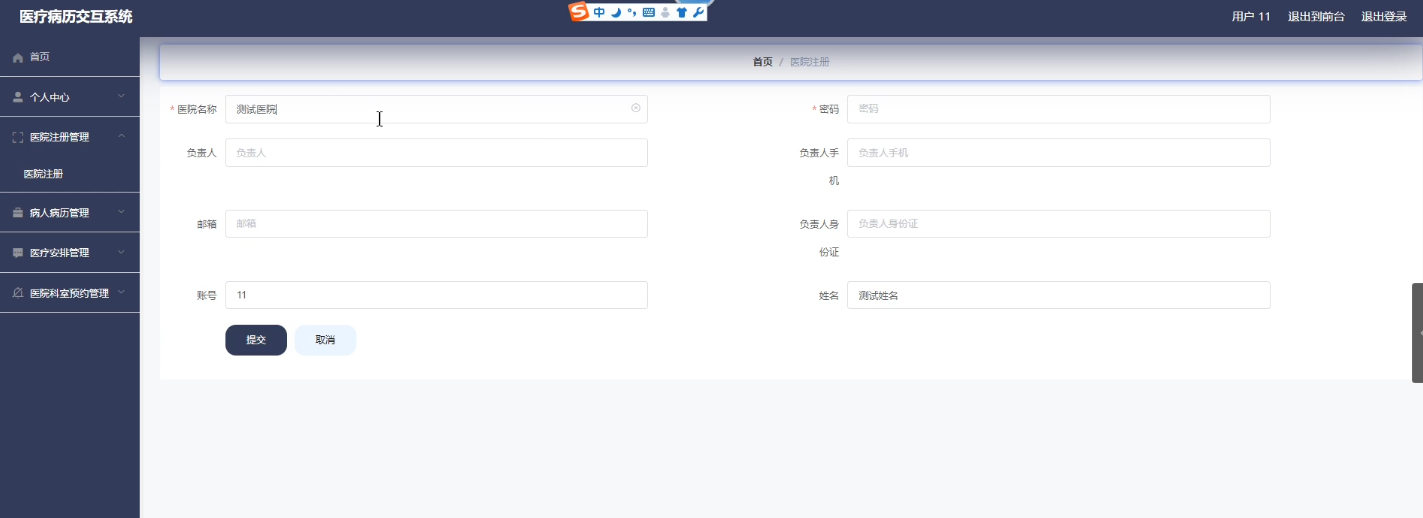 医疗病历交互系统
中
用户 11 退出到前台 退出登录
首页
个人中心
医院注册管理
医院注册
病人病历管理
医疗安排管理
医院科室预约管理
首页 / 医院注册
* 医院名称 测试医院
* 密码 密码
负责人 负责人
负责人手
机
负责人手机
邮箱 邮箱
负责人身
份证
负责人身份证
账号 11
姓名 测试姓名
提交 取消